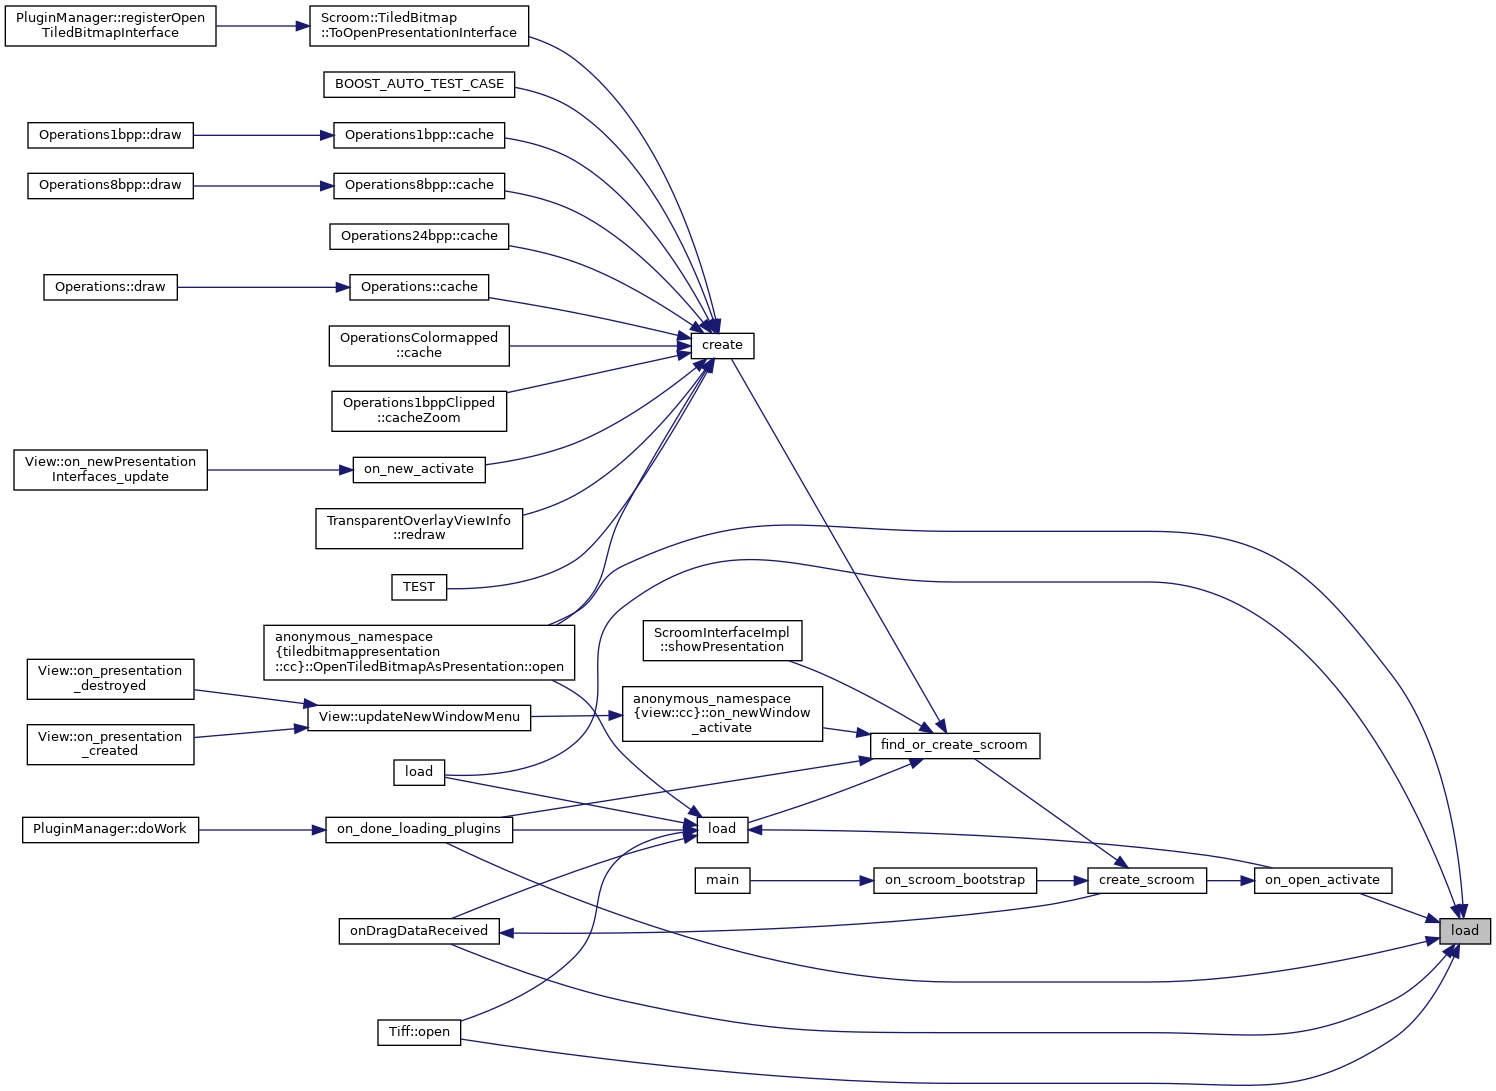 PluginManager::registerOpen
TiledBitmapInterface
Scroom::TiledBitmap
::ToOpenPresentationInterface
BOOST_AUTO_TEST_CASE
Operations1bpp::draw
Operations1bpp::cache
Operations8bpp::draw
Operations8bpp::cache
Operations24bpp::cache
Operations::draw
Operations::cache
OperationsColormapped
::cache
create
Operations1bppClipped
::cacheZoom
View::on_newPresentation
Interfaces_update
on_new_activate
TransparentOverlayViewInfo
::redraw
TEST
anonymous_namespace
{tiledbitmappresentation
::cc}::OpenTiledBitmapAsPresentation::open
ScroomInterfaceImpl
::showPresentation
View::on_presentation
_destroyed
View::updateNewWindowMenu
anonymous_namespace
{view::cc}::on_newWindow
_activate
View::on_presentation
_created
find_or_create_scroom
load
PluginManager::doWork
on_done_loading_plugins
load
main
on_scroom_bootstrap
create_scroom
on_open_activate
onDragDataReceived
load
Tiff::open